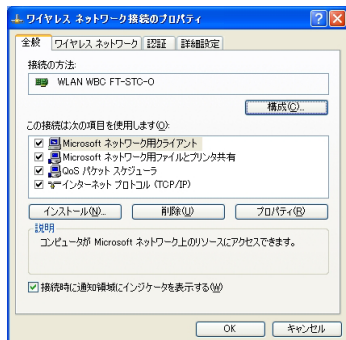 ワイヤレス ネットワーク接続のプロパティ
全般 ワイヤレス ネットワーク 認証 詳細設定
接続の方法:
WLAN WBC FT-STC-O
構成(C)...
この接続は次の項目を使用します(O):
Microsoft ネットワーク用クライアント
Microsoft ネットワーク用ファイルとプリンタ共有
QoS パケット スケジューラ
インターネット プロトコル (TCP/IP)
インストール(N)... 削除(U) プロパティ(R)
説明
コンピュータが Microsoft ネットワーク上のリソースにアクセスできます。
接続時に通知領域にインジケータを表示する(W)
OK キャンセル